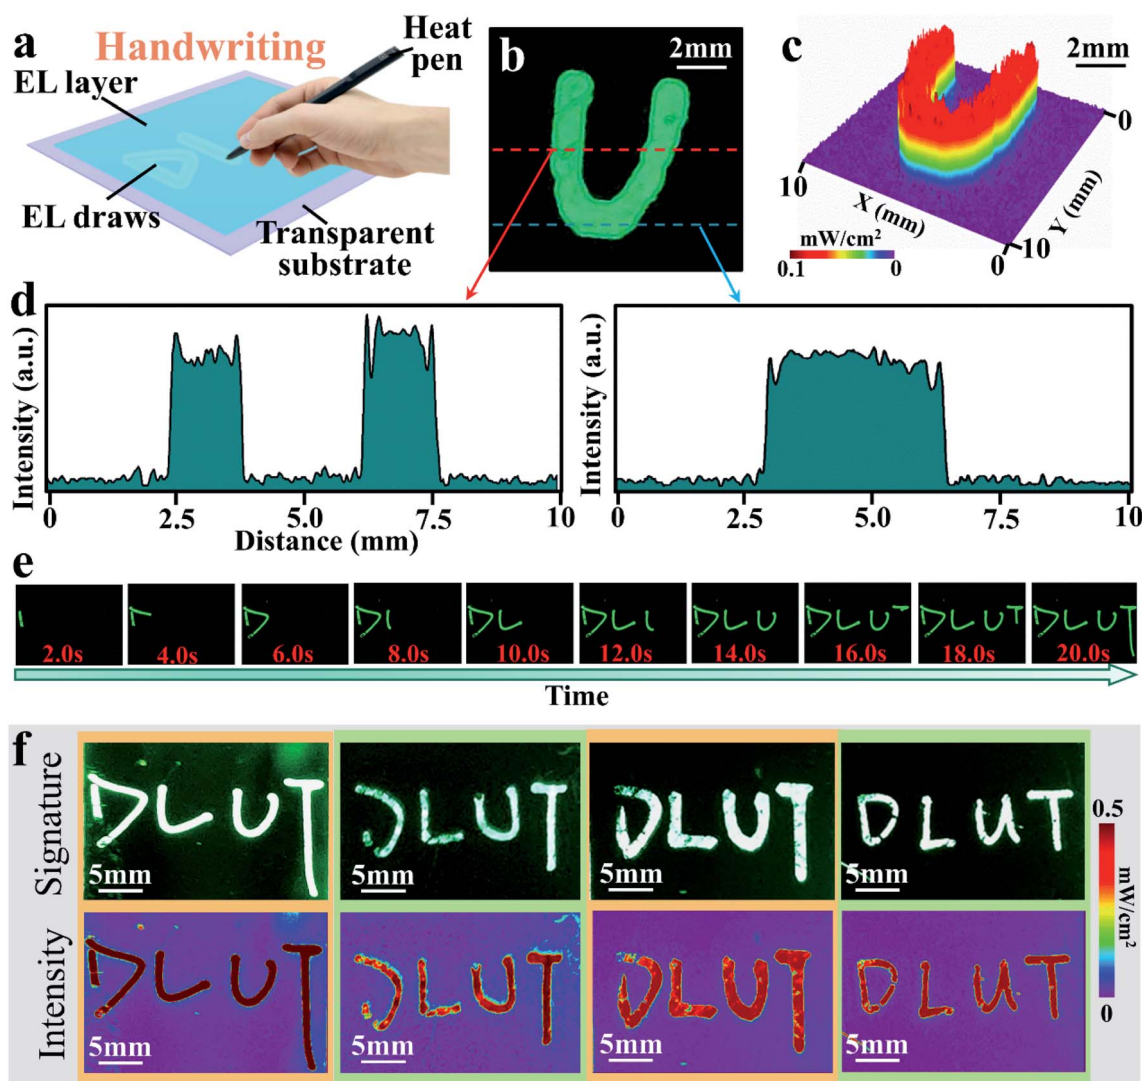 a
Handwriting
Heat
pen
EL layer
EL draws
Transparent
substrate
b
2mm
c
2mm
0
10
X (mm)
Y (mm)
10
0
mW/cm²
0.1 0
d
Intensity (a.u.)
0 2.5 5.0 7.5 10
Distance (mm)
Intensity (a.u.)
0 2.5 5.0 7.5 10
e
2.0s 4.0s 6.0s 8.0s 10.0s 12.0s 14.0s 16.0s 18.0s 20.0s
Time
f
Signature
DLUT DLUT DLUT DLUT
5mm 5mm 5mm 5mm
Intensity
DLUT DLUT DLUT DLUT
5mm 5mm 5mm 5mm
0.5
mW/cm²
0